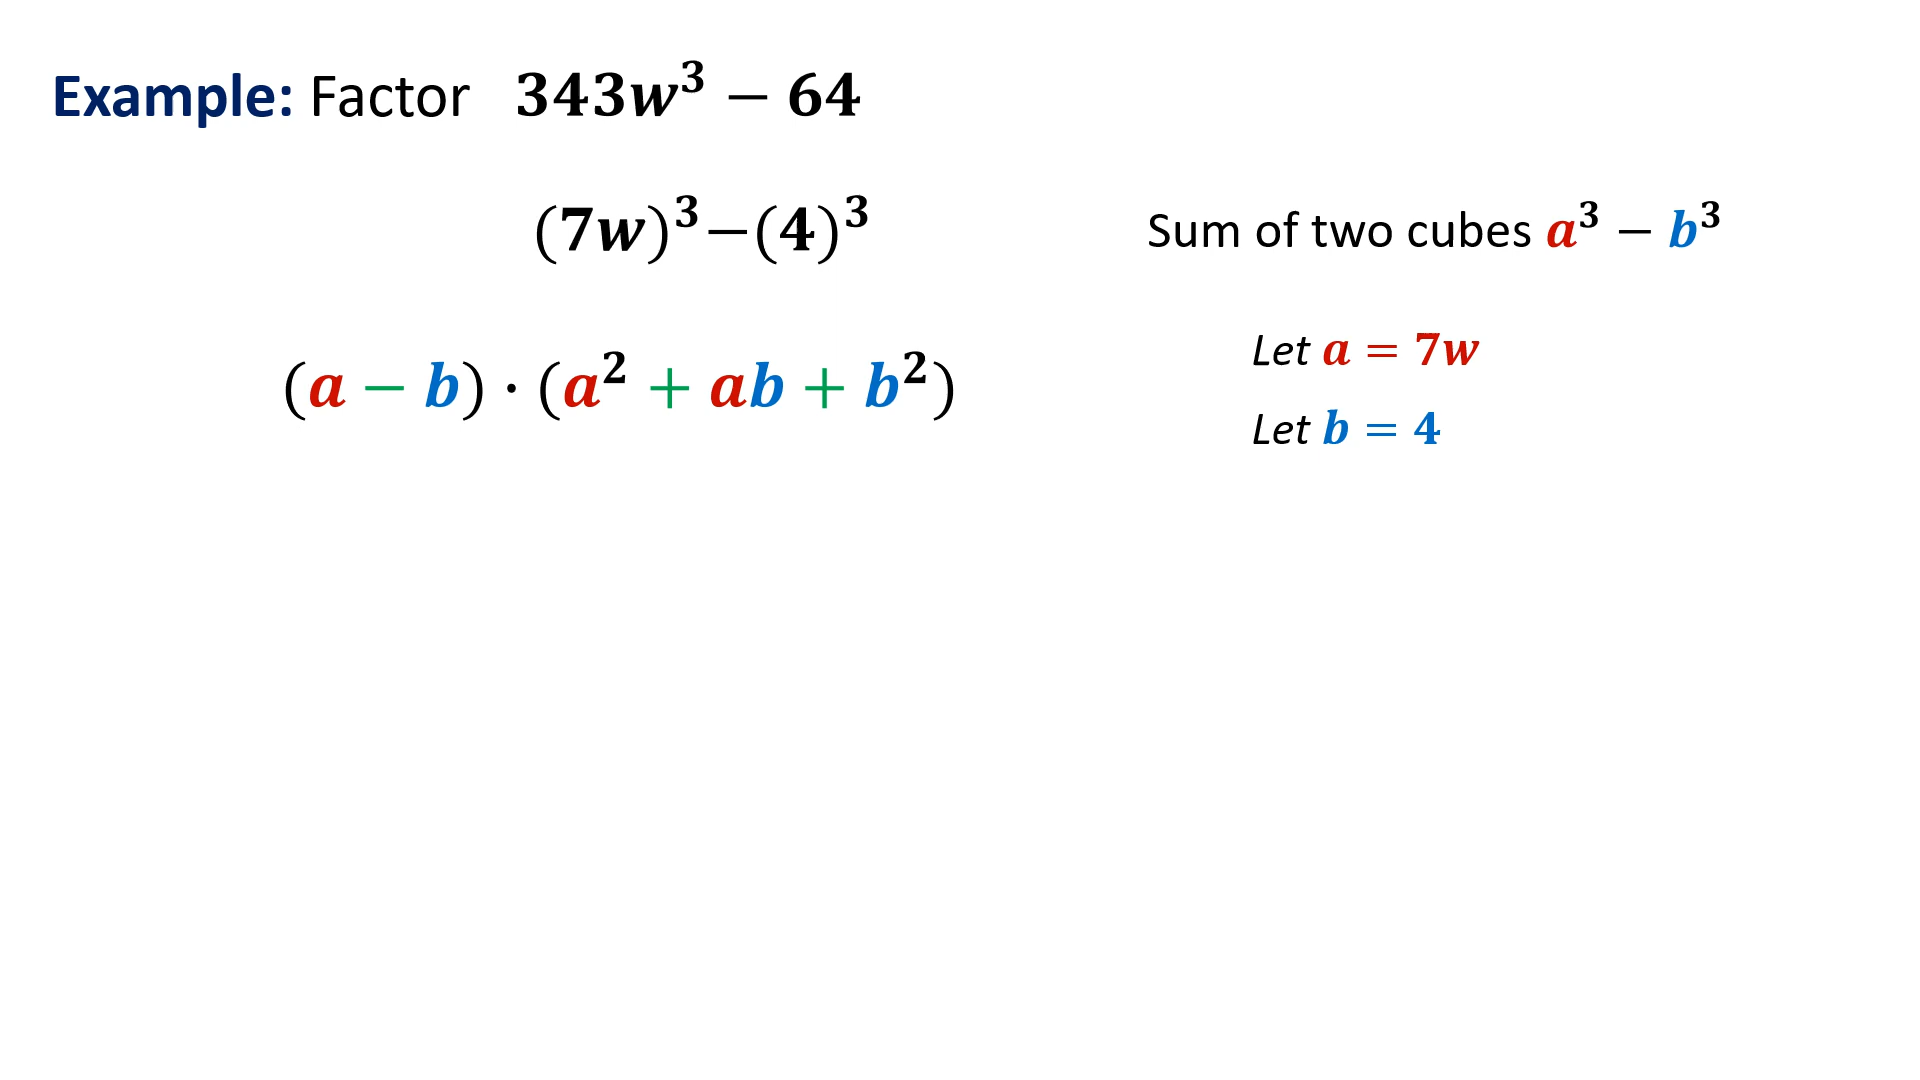 Example: Factor 343w³ − 64
(7w)³−(4)³
Sum of two cubes a³ − b³
(a − b) · (a² + ab + b²)
Let a = 7w
Let b = 4